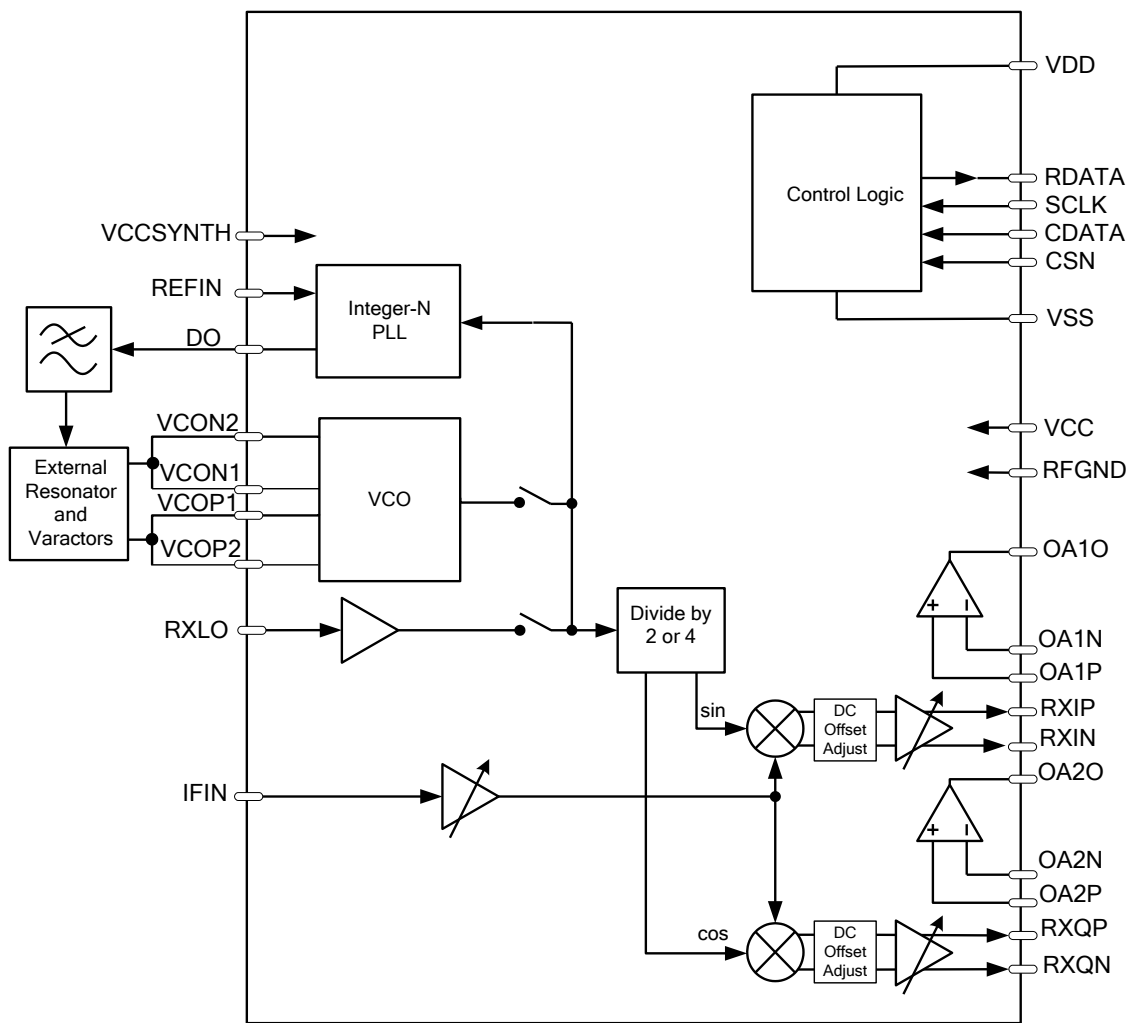 VDD
Control Logic
RDATA
SCLK
CDATA
CSN
VSS
VCCSYNTH
REFIN
DO
Integer-N
PLL
VCON2
VCON1
VCOP1
VCOP2
External
Resonator
and
Varactors
VCO
VCC
RFGND
RXLO
Divide by
2 or 4
OA1O
+
–
OA1N
OA1P
sin
DC
Offset
Adjust
RXIP
RXIN
IFIN
OA2O
+
–
OA2N
OA2P
cos
DC
Offset
Adjust
RXQP
RXQN